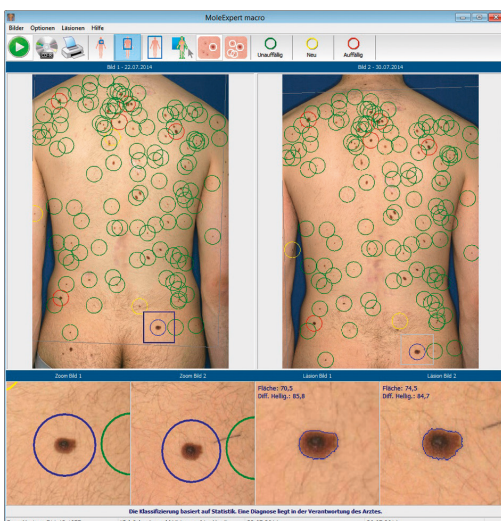 MoleExpert macro
Bilder Optionen Läsionen Hilfe
Unauffällig
Neu
Auffällig
Bild 1 - 22.07.2014
Bild 2 - 30.07.2014
Zoom Bild 1
Zoom Bild 2
Läsion Bild 1
Läsion Bild 2
Fläche: 70,5
Diff. Hellig.: 85,8
Fläche: 74,5
Diff. Hellig.: 84,7
Die Klassifizierung basiert auf Statistik. Eine Diagnose liegt in der Verantwortung des Arztes.